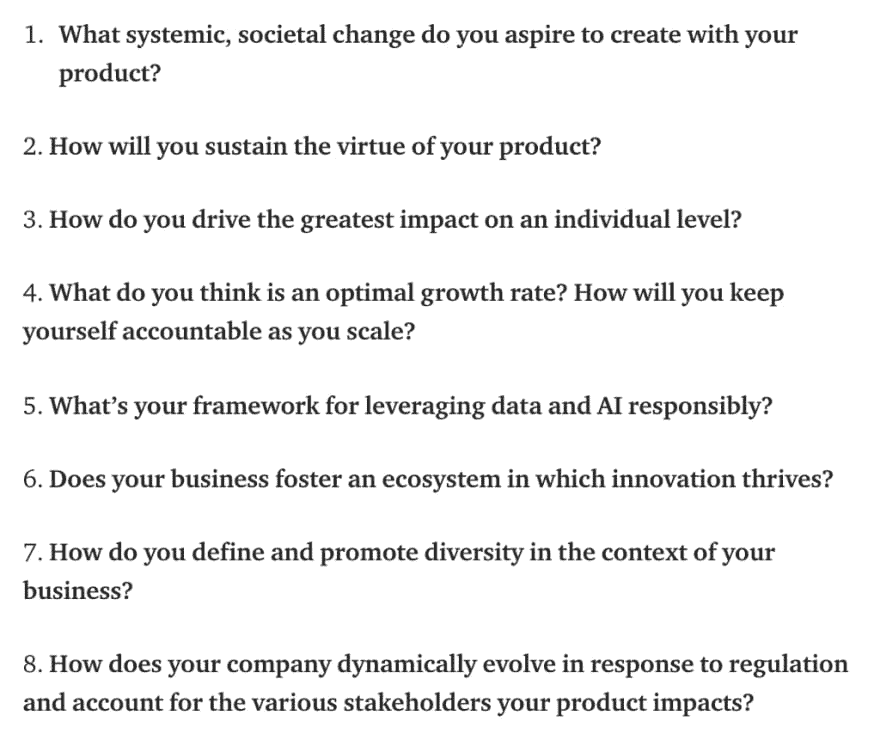 1. What systemic, societal change do you aspire to create with your
product?
2. How will you sustain the virtue of your product?
3. How do you drive the greatest impact on an individual level?
4. What do you think is an optimal growth rate? How will you keep
yourself accountable as you scale?
5. What’s your framework for leveraging data and AI responsibly?
6. Does your business foster an ecosystem in which innovation thrives?
7. How do you define and promote diversity in the context of your
business?
8. How does your company dynamically evolve in response to regulation
and account for the various stakeholders your product impacts?